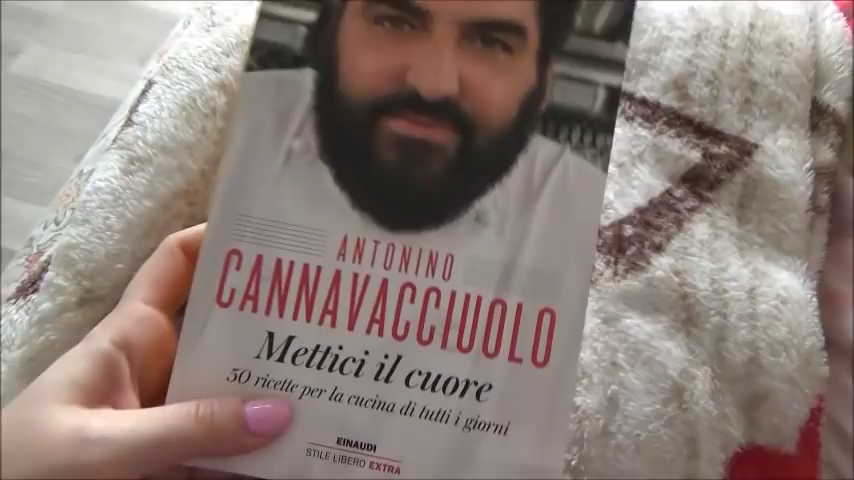 ANTONINO
CANNAVACCIUOLO
Mettici il cuore
50 ricette per la cucina di tutti i giorni
EINAUDI
STILE LIBERO EXTRA